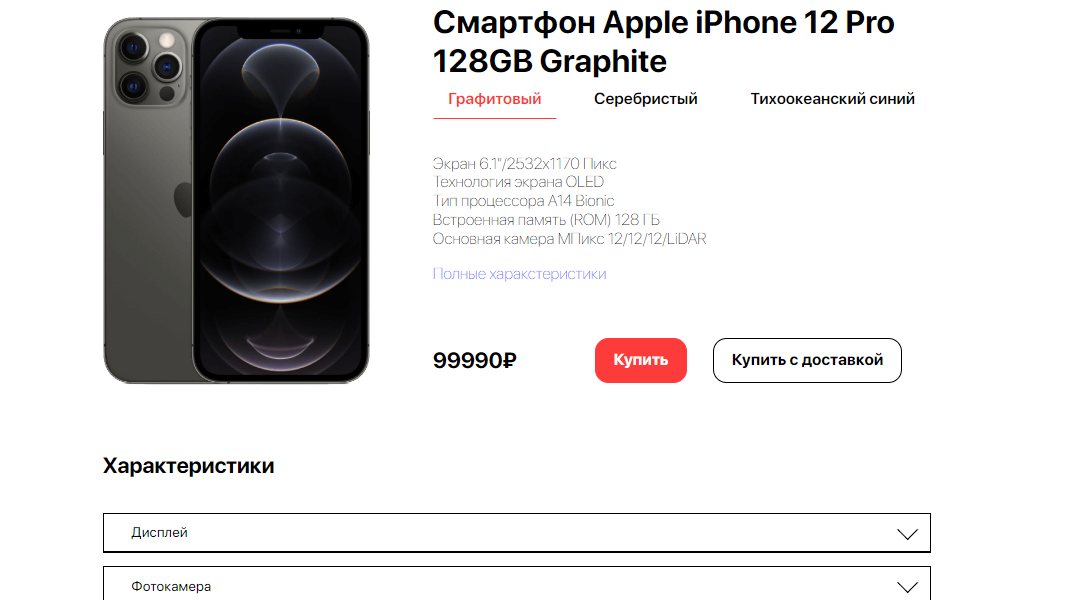 Смартфон Apple iPhone 12 Pro
128GB Graphite
Графитовый Серебристый Тихоокеанский синий
Экран 6.1"/2532x1170 Пикс
Технология экрана OLED
Тип процессора A14 Bionic
Встроенная память (ROM) 128 ГБ
Основная камера МПикс 12/12/12/LiDAR
Полные характеристики
99990₽ Купить Купить с доставкой
Характеристики
Дисплей
Фотокамера